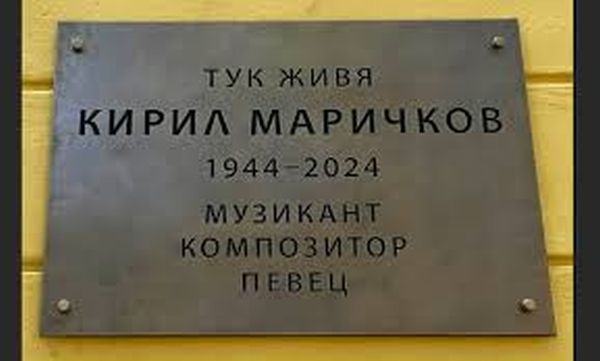 ТУК ЖИВЯ
КИРИЛ МАРИЧКОВ
1944-2024
МУЗИКАНТ
КОМПОЗИТОР
ПЕВЕЦ